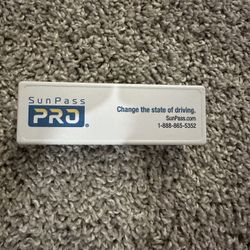 SunPass
PRO®
Change the state of driving.
SunPass.com
1-888-865-5352